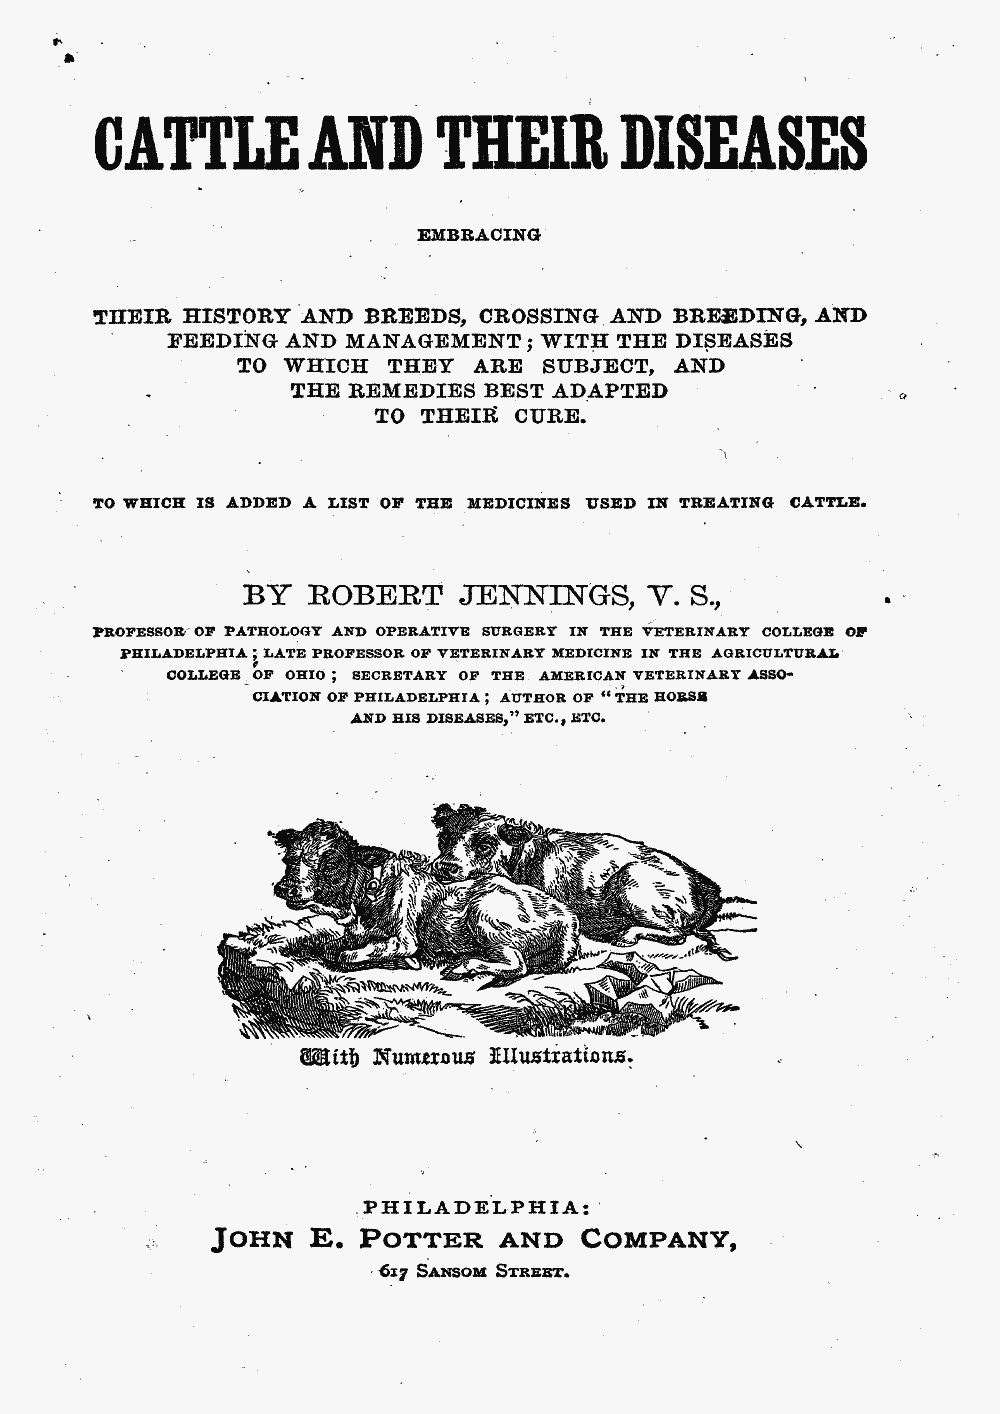 CATTLE AND THEIR DISEASES
EMBRACING
THEIR HISTORY AND BREEDS, CROSSING AND BREEDING, AND
FEEDING AND MANAGEMENT; WITH THE DISEASES
TO WHICH THEY ARE SUBJECT, AND
THE REMEDIES BEST ADAPTED
TO THEIR CURE.
TO WHICH IS ADDED A LIST OF THE MEDICINES USED IN TREATING CATTLE.
BY ROBERT JENNINGS, V. S.,
PROFESSOR OF PATHOLOGY AND OPERATIVE SURGERY IN THE VETERINARY COLLEGE OF
PHILADELPHIA; LATE PROFESSOR OF VETERINARY MEDICINE IN THE AGRICULTURAL
COLLEGE OF OHIO; SECRETARY OF THE AMERICAN VETERINARY ASSO-
CIATION OF PHILADELPHIA; AUTHOR OF "THE HORSE
AND HIS DISEASES," ETC., ETC.
With Numerous Illustrations.
PHILADELPHIA:
JOHN E. POTTER AND COMPANY,
617 SANSOM STREET.